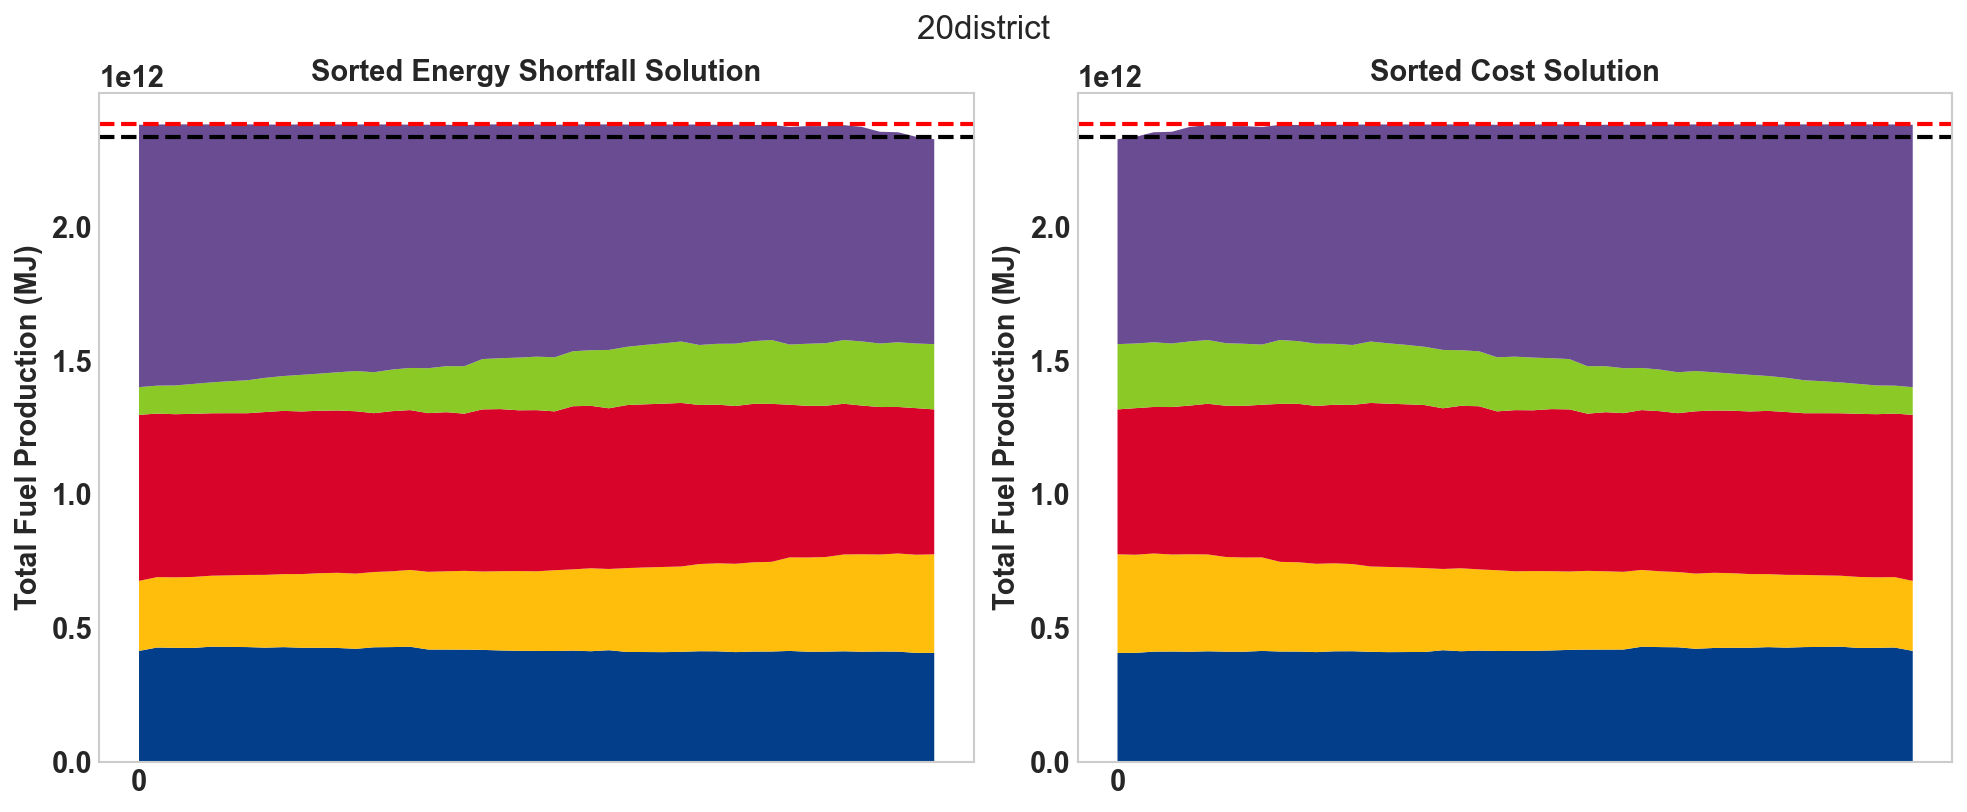 20district
Sorted Energy Shortfall Solution
1e12
Total Fuel Production (MJ)
2.0
1.5
1.0
0.5
0.0
0
Sorted Cost Solution
1e12
Total Fuel Production (MJ)
2.0
1.5
1.0
0.5
0.0
0